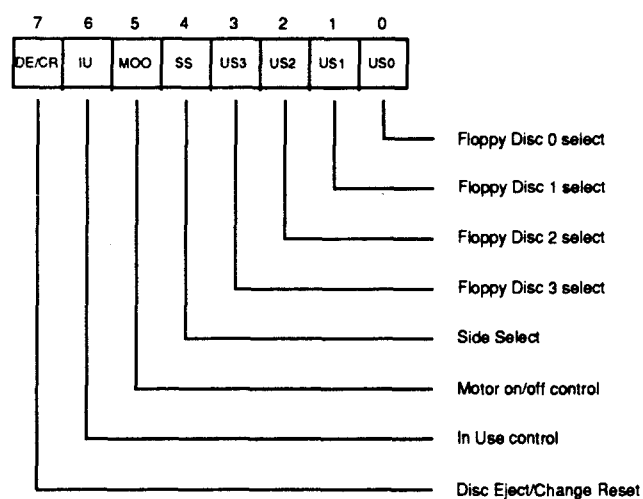 7 6 5 4 3 2 1 0
DE/CR IU MOO SS US3 US2 US1 US0
Floppy Disc 0 select
Floppy Disc 1 select
Floppy Disc 2 select
Floppy Disc 3 select
Side Select
Motor on/off control
In Use control
Disc Eject/Change Reset